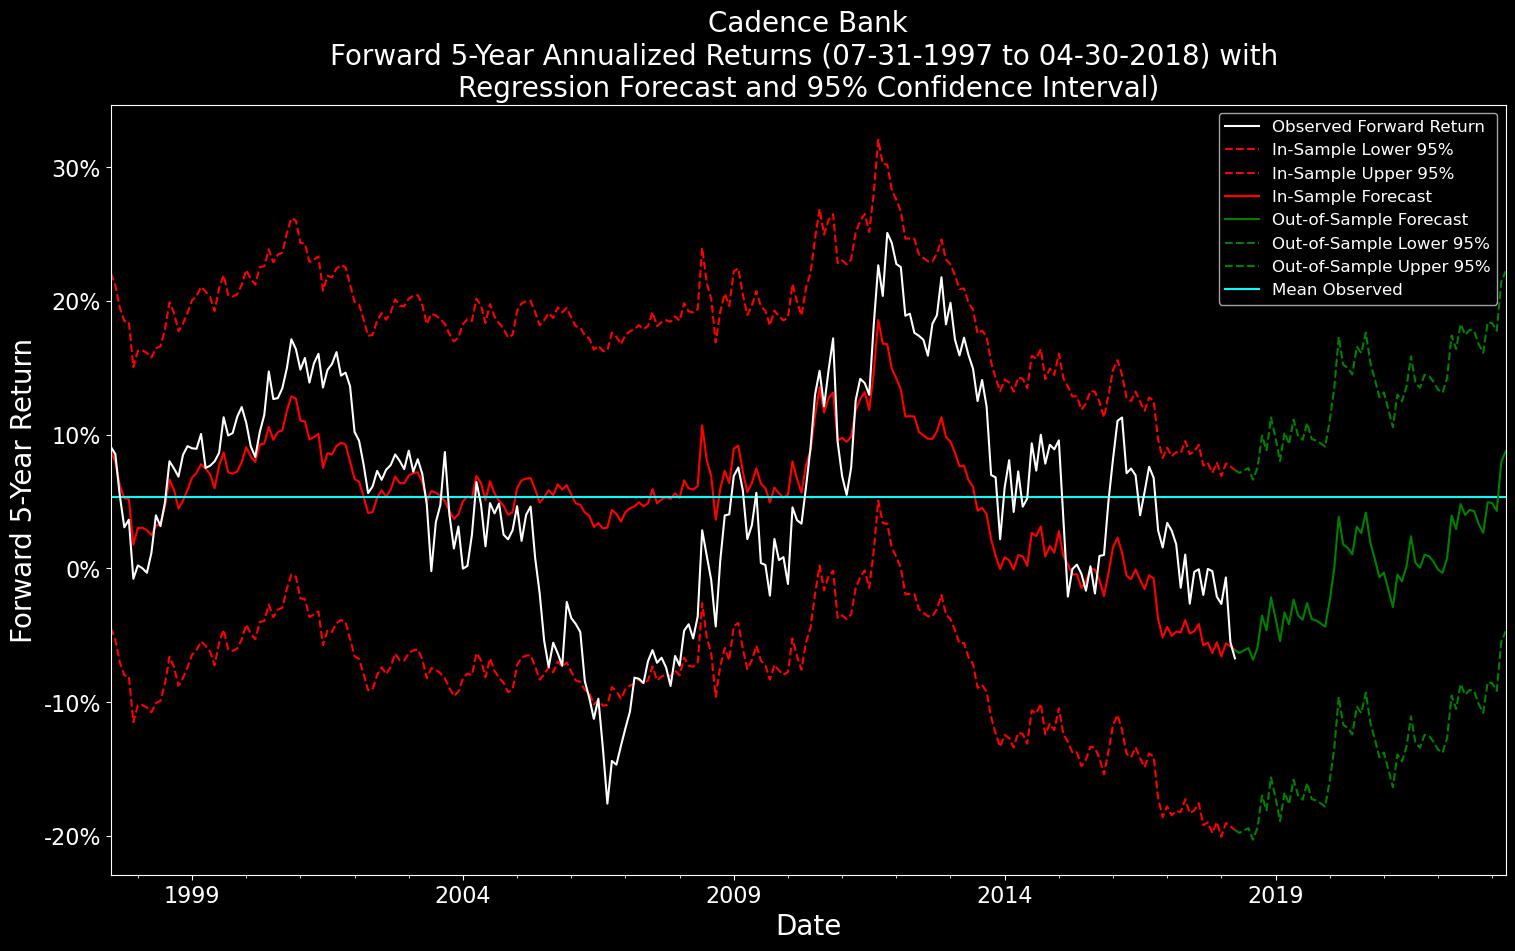 Cadence Bank
Forward 5-Year Annualized Returns (07-31-1997 to 04-30-2018) with
Regression Forecast and 95% Confidence Interval)
Observed Forward Return
In-Sample Lower 95%
In-Sample Upper 95%
In-Sample Forecast
Out-of-Sample Forecast
Out-of-Sample Lower 95%
Out-of-Sample Upper 95%
Mean Observed
Forward 5-Year Return
30%
20%
10%
0%
-10%
-20%
1999
2004
2009
2014
2019
Date